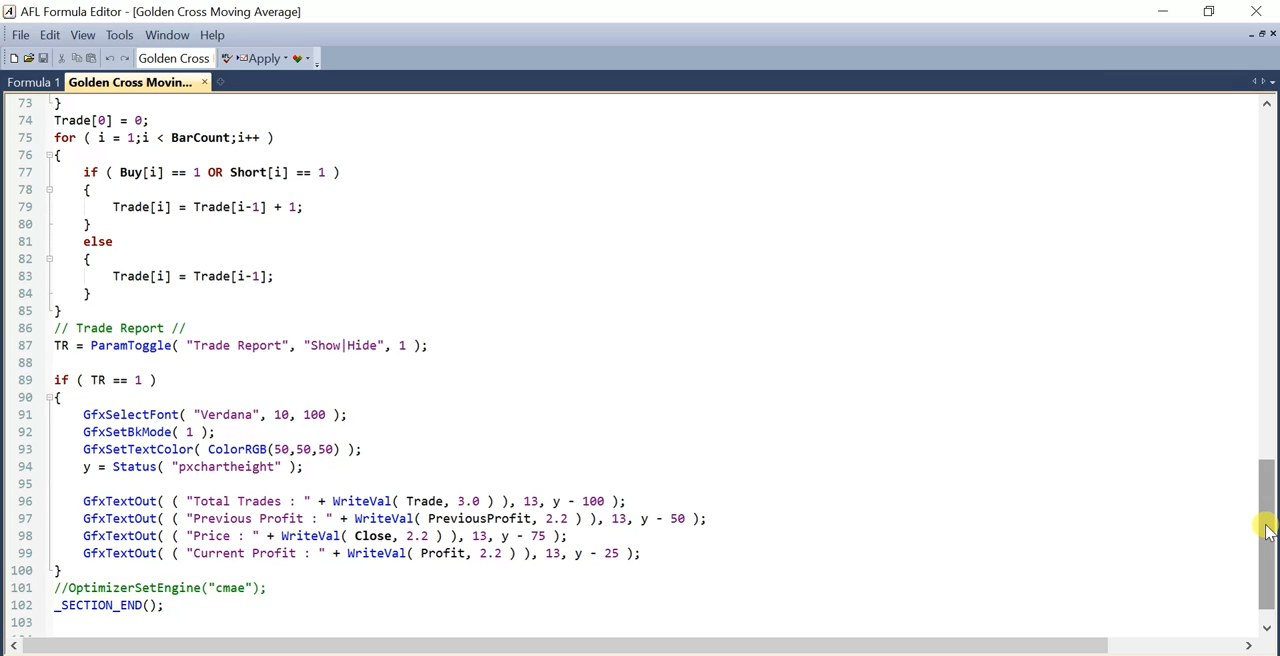 AFL Formula Editor - [Golden Cross Moving Average]
File Edit View Tools Window Help
Golden Cross Apply
Formula 1 Golden Cross Movin...
73 }
74 Trade[0] = 0;
75 for ( i = 1;i < BarCount;i++ )
76 {
77 if ( Buy[i] == 1 OR Short[i] == 1 )
78 {
79 Trade[i] = Trade[i-1] + 1;
80 }
81 else
82 {
83 Trade[i] = Trade[i-1];
84 }
85 }
86 // Trade Report //
87 TR = ParamToggle( "Trade Report", "Show|Hide", 1 );
88
89 if ( TR == 1 )
90 {
91 GfxSelectFont( "Verdana", 10, 100 );
92 GfxSetBkMode( 1 );
93 GfxSetTextColor( ColorRGB(50,50,50) );
94 y = Status( "pxchartheight" );
95
96 GfxTextOut( ( "Total Trades : " + WriteVal( Trade, 3.0 ) ), 13, y - 100 );
97 GfxTextOut( ( "Previous Profit : " + WriteVal( PreviousProfit, 2.2 ) ), 13, y - 50 );
98 GfxTextOut( ( "Price : " + WriteVal( Close, 2.2 ) ), 13, y - 75 );
99 GfxTextOut( ( "Current Profit : " + WriteVal( Profit, 2.2 ) ), 13, y - 25 );
100 }
101 //OptimizerSetEngine("cmae");
102 _SECTION_END();
103